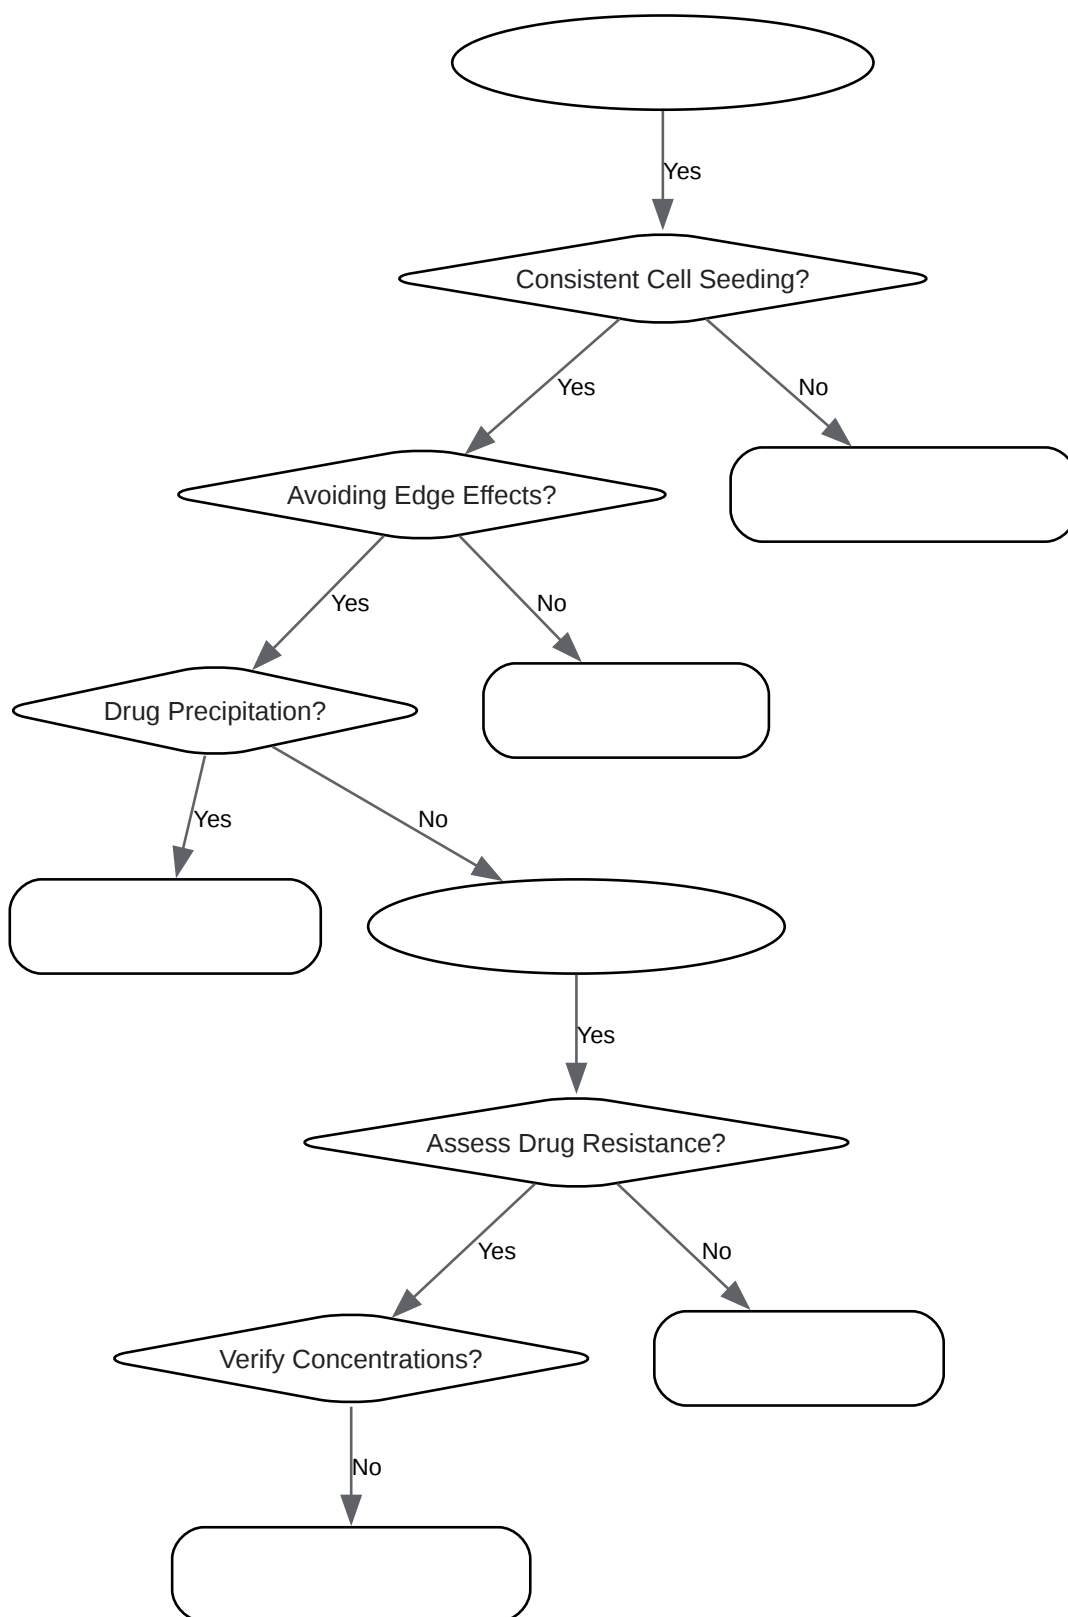 Yes
Consistent Cell Seeding?
Yes
No
Avoiding Edge Effects?
Yes
No
Drug Precipitation?
Yes
No
Yes
Assess Drug Resistance?
Yes
No
Verify Concentrations?
No